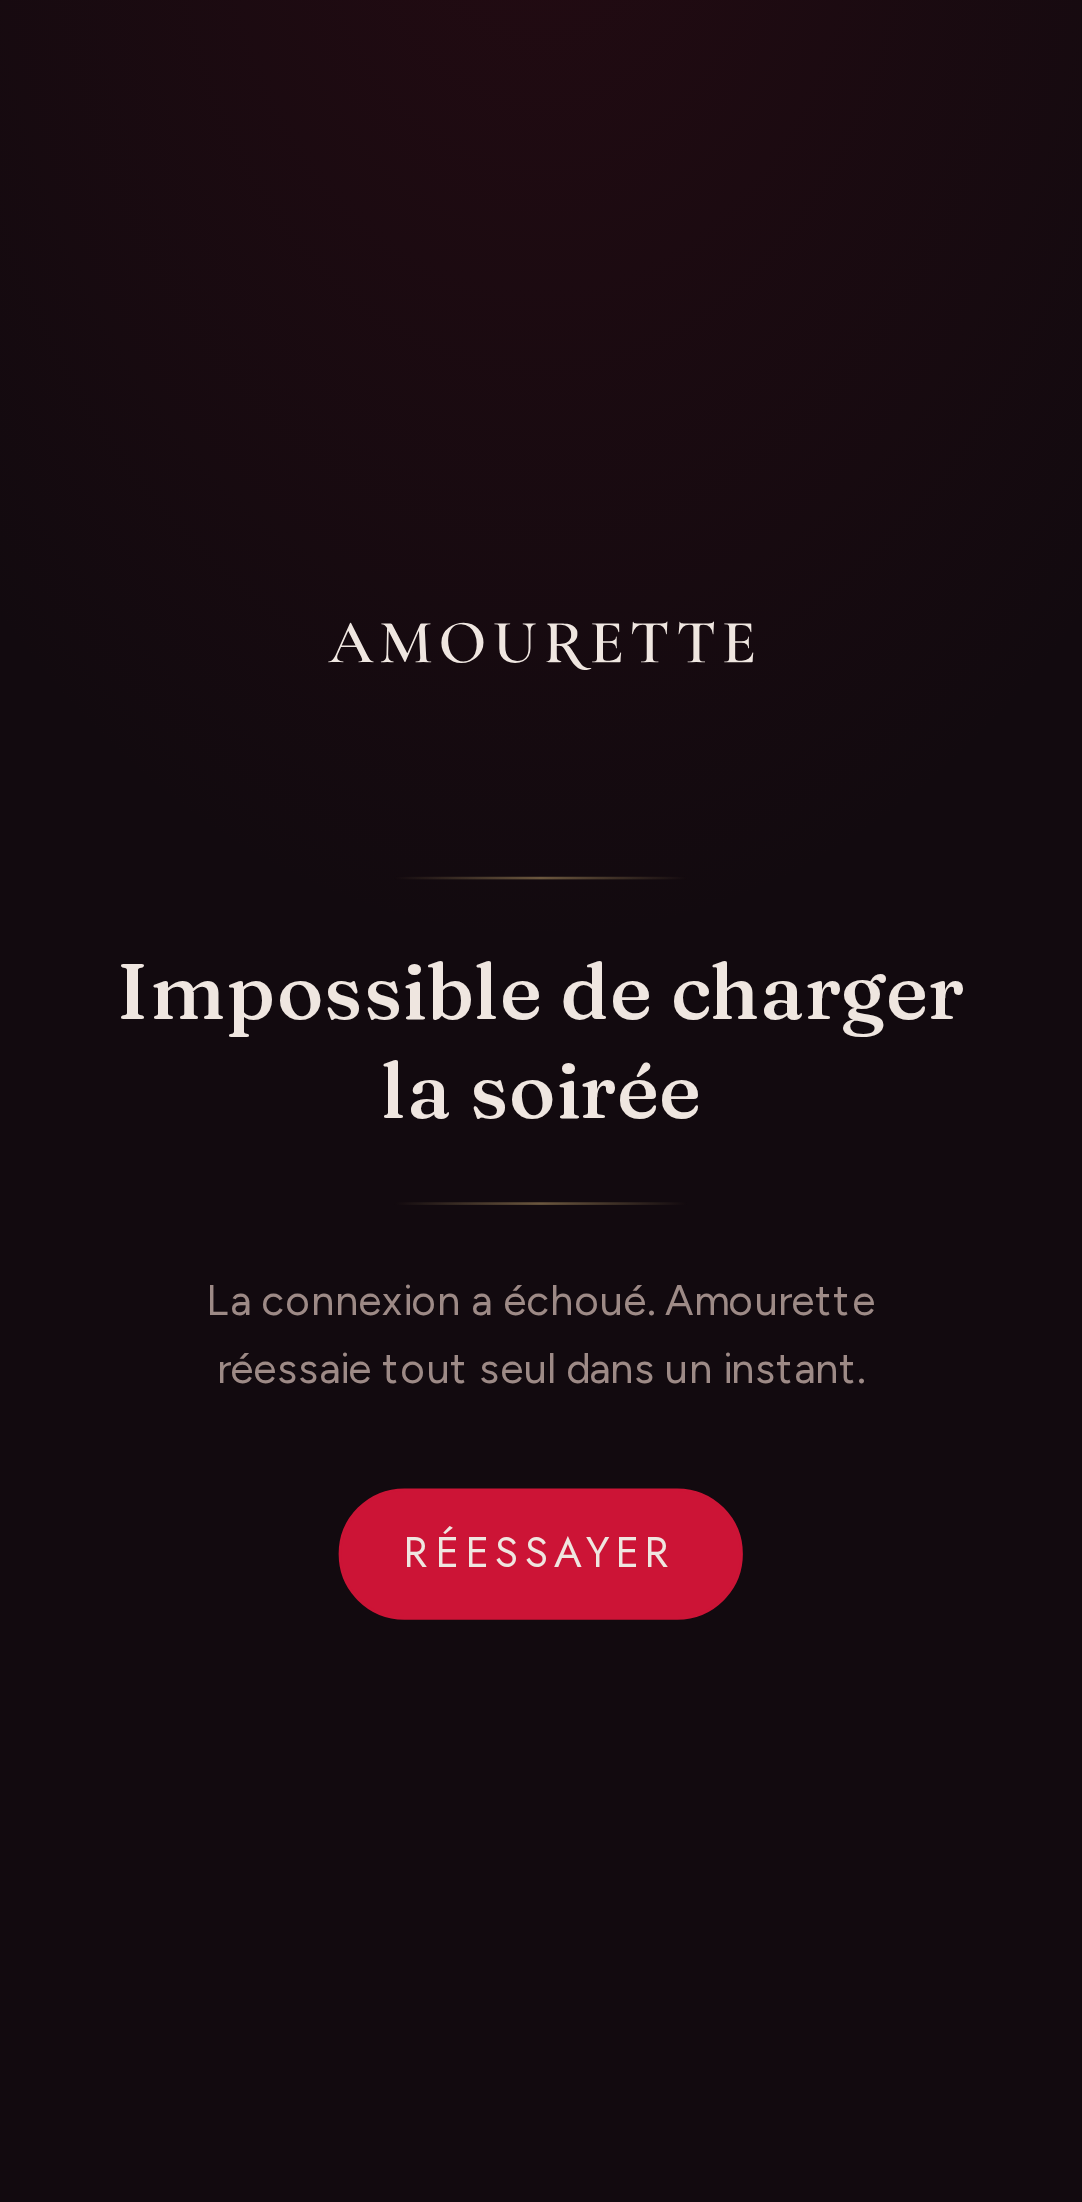 AMOURETTE
Impossible de charger
la soirée
La connexion a échoué. Amourette
réessaie tout seul dans un instant.
RÉESSAYER